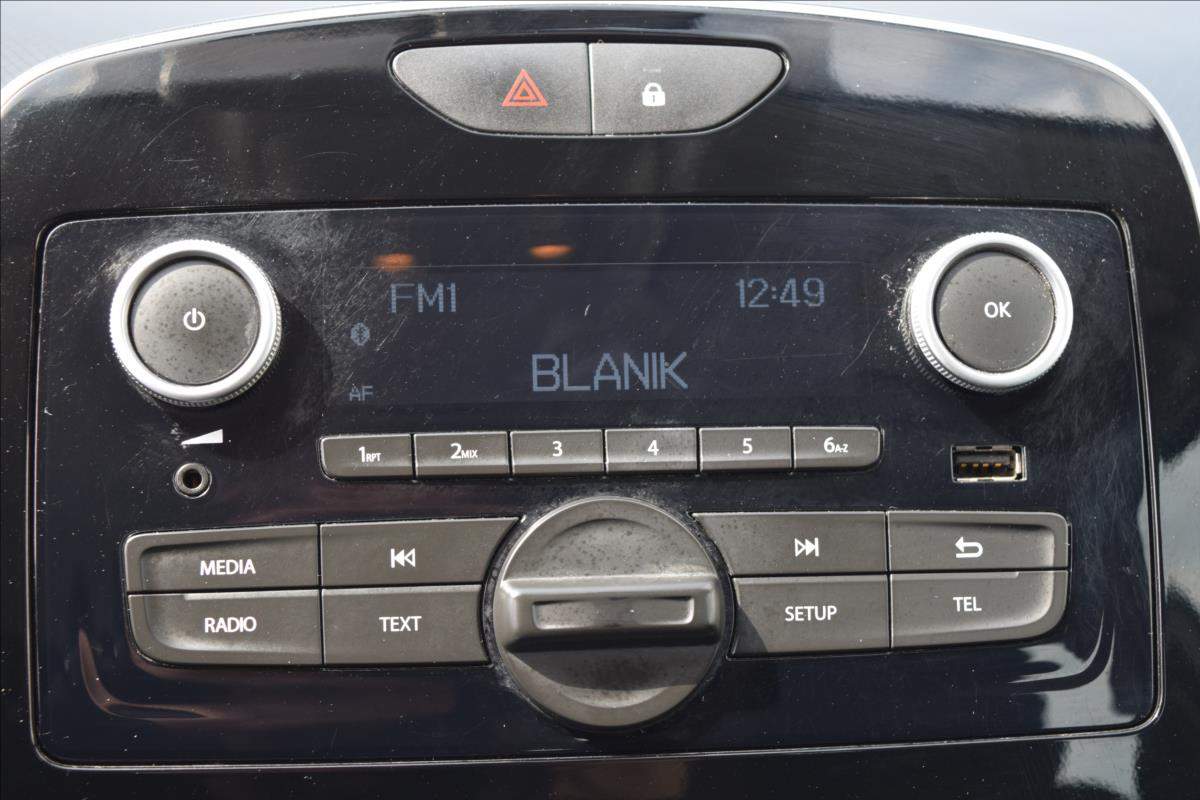 FM1 12:49
BLANIK
AF
OK
1RPT 2MIX 3 4 5 6A-Z
MEDIA
RADIO TEXT SETUP TEL